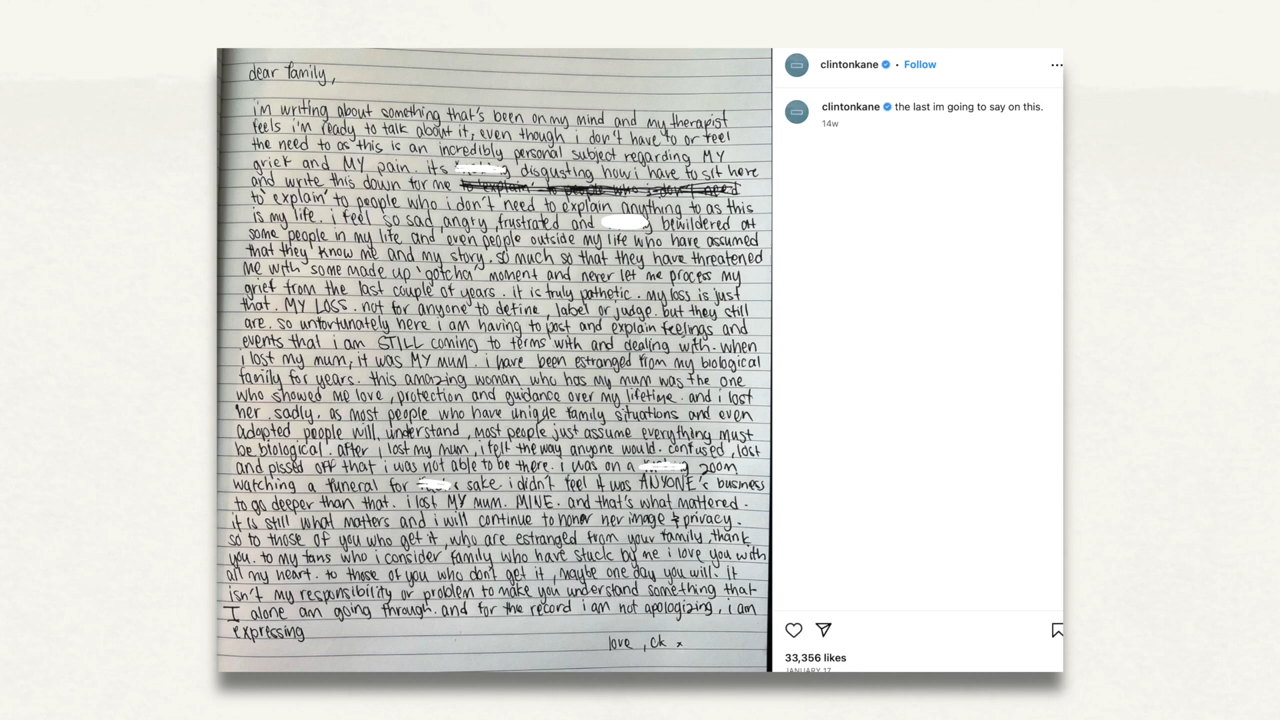 dear family,
i'm writing about something that's been on my mind and my therapist
feels i'm ready to talk about it, even though i don't have to or feel
the need to as this is an incredibly personal subject regarding MY
grief and MY pain. its disgusting how i have to sit here
and write this down for me to 'explain' to people who i don't need
to 'explain' to people who i don't need to explain anything to as this
is my life. i feel so sad, angry, frustrated and bewildered at
some people in my life and even people outside my life who have assumed
that they know me and my story. so much so that they have threatened
me with some made up 'gotcha' moment and never let me process my
grief from the last couple of years. it is truly pathetic. my loss is just
that. MY LOSS. not for anyone to define, label or judge. but they still
are. so unfortunately here i am having to post and explain feelings and
events that i am STILL coming to terms with and dealing with. when
i lost my mum, it was MY mum. i have been estranged from my biological
family for years. this amazing woman who has my mum was the one
who showed me love, protection and guidance over my lifetime. and i lost
her. sadly, as most people who have unique family situations and even
adopted people will understand, most people just assume everything must
be biological. after i lost my mum, i felt the way anyone would. confused, lost
and pissed off that i was not able to be there. i was on a zoom
watching a funeral for sake. i didn't feel it was ANYONE's business
to go deeper than that. i lost MY mum. MINE. and that's what mattered.
it is still what matters and i will continue to honor her image & privacy.
so to those of you who get it, who are estranged from your family, thank
you. to my fans who i consider family who have stuck by me i love you with
all my heart. to those of you who don't get it, maybe one day you will. it
isn't my responsibility or problem to make you understand something that
I alone am going through. and for the record i am not apologizing, i am
expressing
love, ck x
clintonkane • Follow
clintonkane the last im going to say on this.
14w
33,356 likes
JANUARY 17